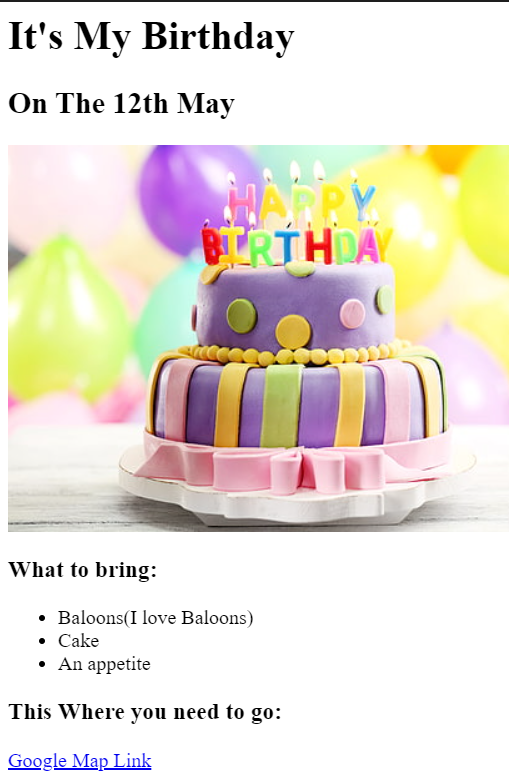 It's My Birthday
On The 12th May
HAPPY
BIRTHDAY
What to bring:
Baloons(I love Baloons)
Cake
An appetite
This Where you need to go:
Google Map Link